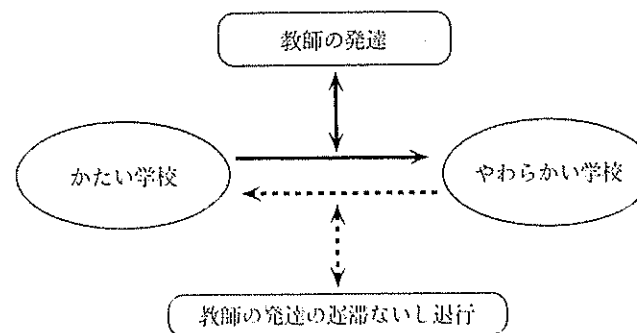 教師の発達
かたい学校
やわらかい学校
教師の発達の遅滞ないし退行